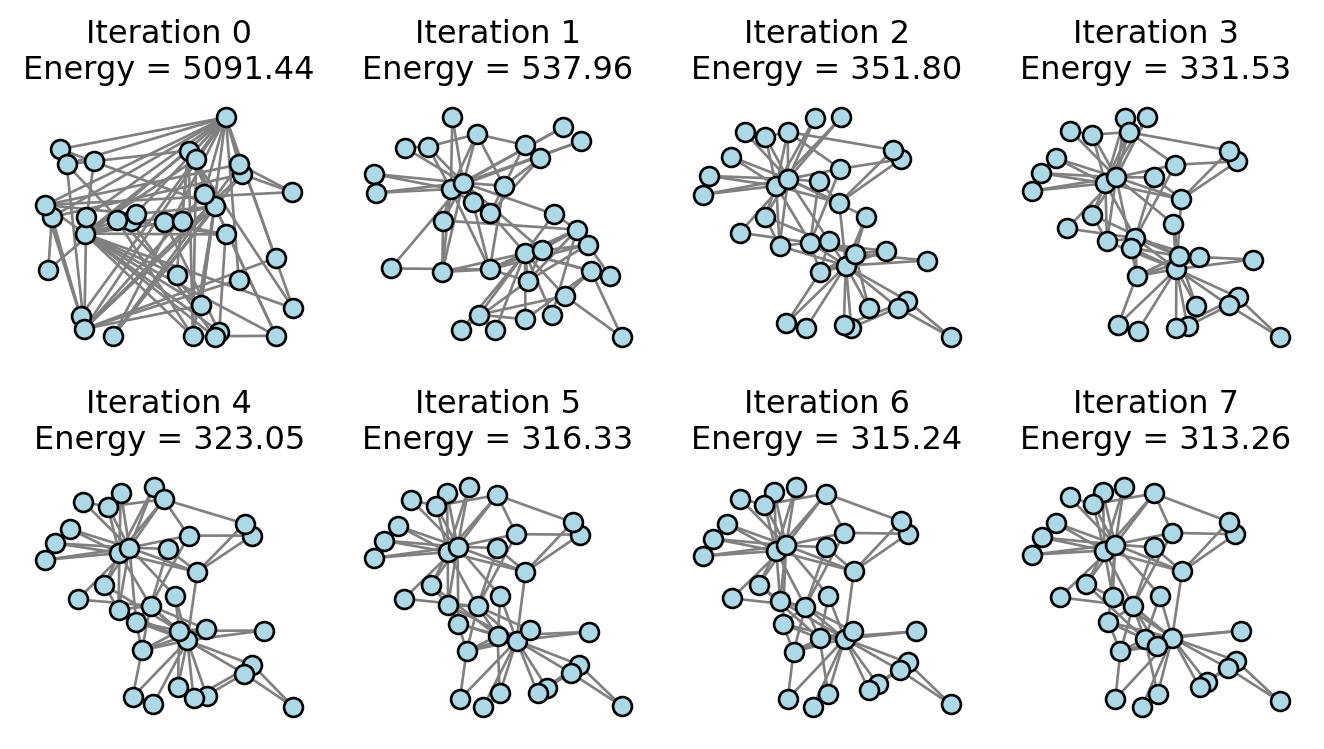 Iteration 0
Energy = 5091.44
Iteration 1
Energy = 537.96
Iteration 2
Energy = 351.80
Iteration 3
Energy = 331.53
Iteration 4
Energy = 323.05
Iteration 5
Energy = 316.33
Iteration 6
Energy = 315.24
Iteration 7
Energy = 313.26